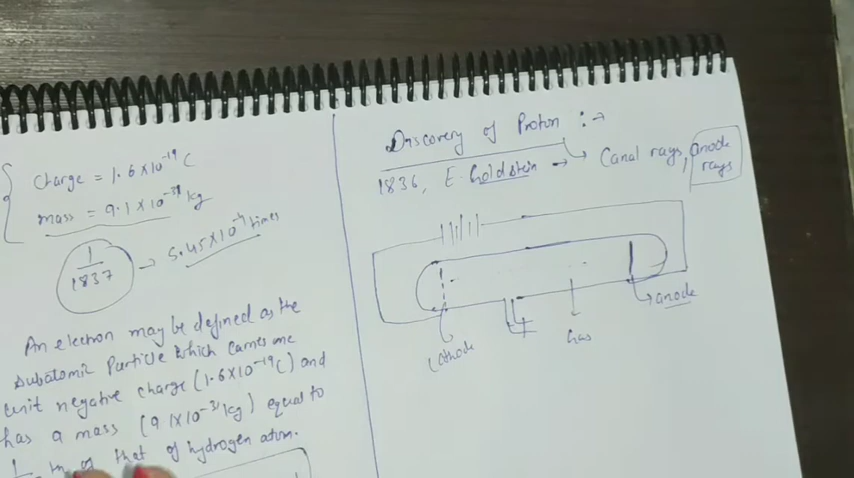 Charge = 1.6×10⁻¹⁹ C
mass = 9.1×10⁻³¹ kg
1/1837 → 5.45×10⁻⁴ times
An electron may be defined as the
subatomic Particle which carries one
unit negative charge (1.6×10⁻¹⁹C) and
has a mass (9.1×10⁻³¹kg) equal to
of that of hydrogen atom.
Discovery of Proton :→
1836, E. Goldstein → Canal rays, anode
rays
cathode
gas
anode